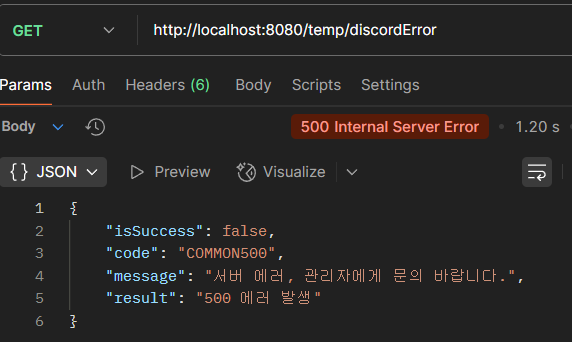 GET http://localhost:8080/temp/discordError
Params Auth Headers (6) Body Scripts Settings
Body 500 Internal Server Error • 1.20 s
{ } JSON Preview Visualize
1 {
2 "isSuccess": false,
3 "code": "COMMON500",
4 "message": "서버 에러, 관리자에게 문의 바랍니다.",
5 "result": "500 에러 발생"
6 }